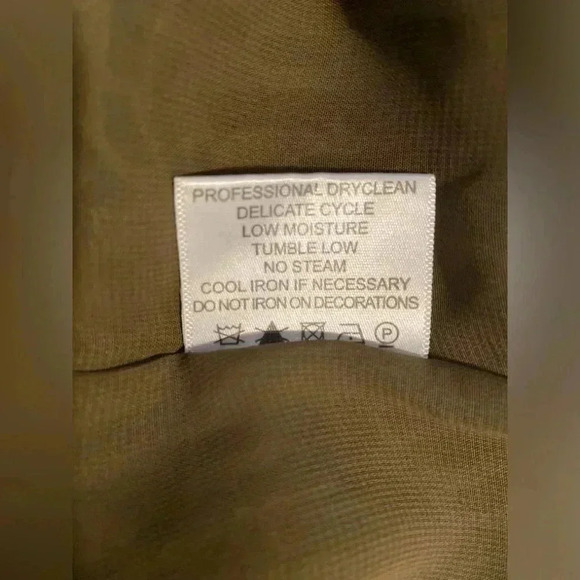 PROFESSIONAL DRYCLEAN
DELICATE CYCLE
LOW MOISTURE
TUMBLE LOW
NO STEAM
COOL IRON IF NECESSARY
DO NOT IRON ON DECORATIONS
P